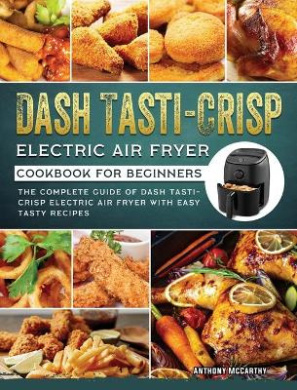 DASH TASTI-CRISP
ELECTRIC AIR FRYER
COOKBOOK FOR BEGINNERS
THE COMPLETE GUIDE OF DASH TASTI-
CRISP ELECTRIC AIR FRYER WITH EASY
TASTY RECIPES
ANTHONY MCCARTHY